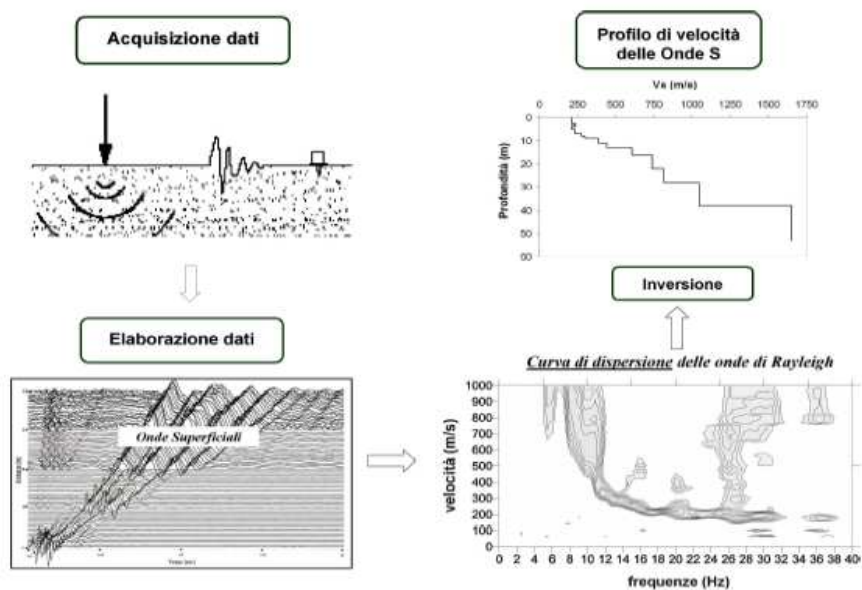 Acquisizione dati
Elaborazione dati
Onde Superficiali
Profilo di velocità
delle Onde S
Vs (m/s)
0 250 500 750 1000 1250 1500 1750
Profondità (m)
0
10
20
30
40
50
60
Inversione
Curva di dispersione delle onde di Rayleigh
velocità (m/s)
1000
900
800
700
600
500
400
300
200
100
0
0 2 4 6 8 10 12 14 16 18 20 22 24 26 28 30 32 34 36 38 40
frequenze (Hz)